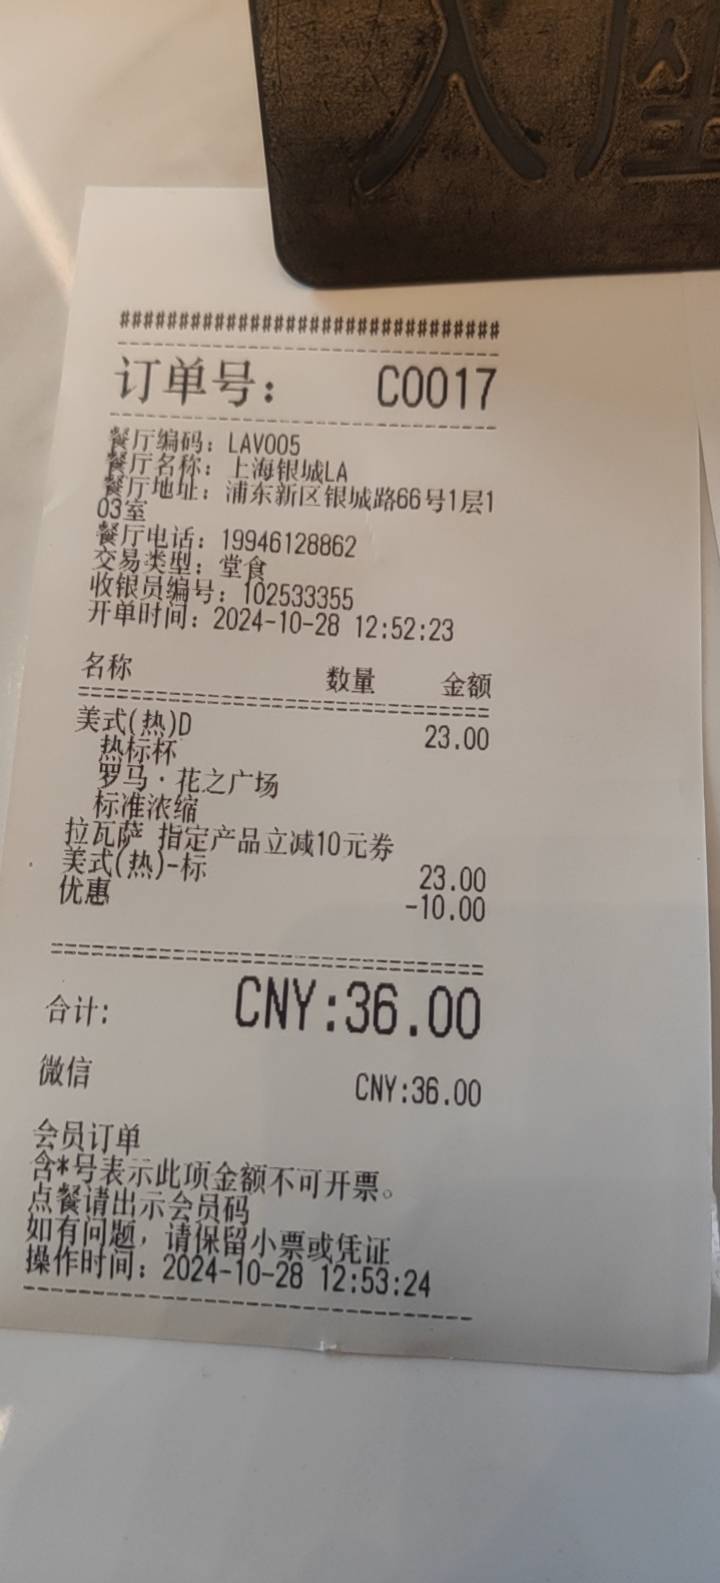 大座
################################
订单号： C0017
餐厅编码：LAV005
餐厅名称：上海银城LA
餐厅地址：浦东新区银城路66号1层1
03室
餐厅电话：19946128862
交易类型：堂食
收银员编号：102533355
开单时间：2024-10-28 12:52:23
名称 数量 金额
美式(热)D 23.00
热标杯
罗马·花之广场
标准浓缩
拉瓦萨 指定产品立减10元券
美式(热)-标 23.00
优惠 -10.00
合计: CNY:36.00
微信 CNY:36.00
会员订单
含*号表示此项金额不可开票。
点餐请出示会员码
如有问题，请保留小票或凭证
操作时间：2024-10-28 12:53:24